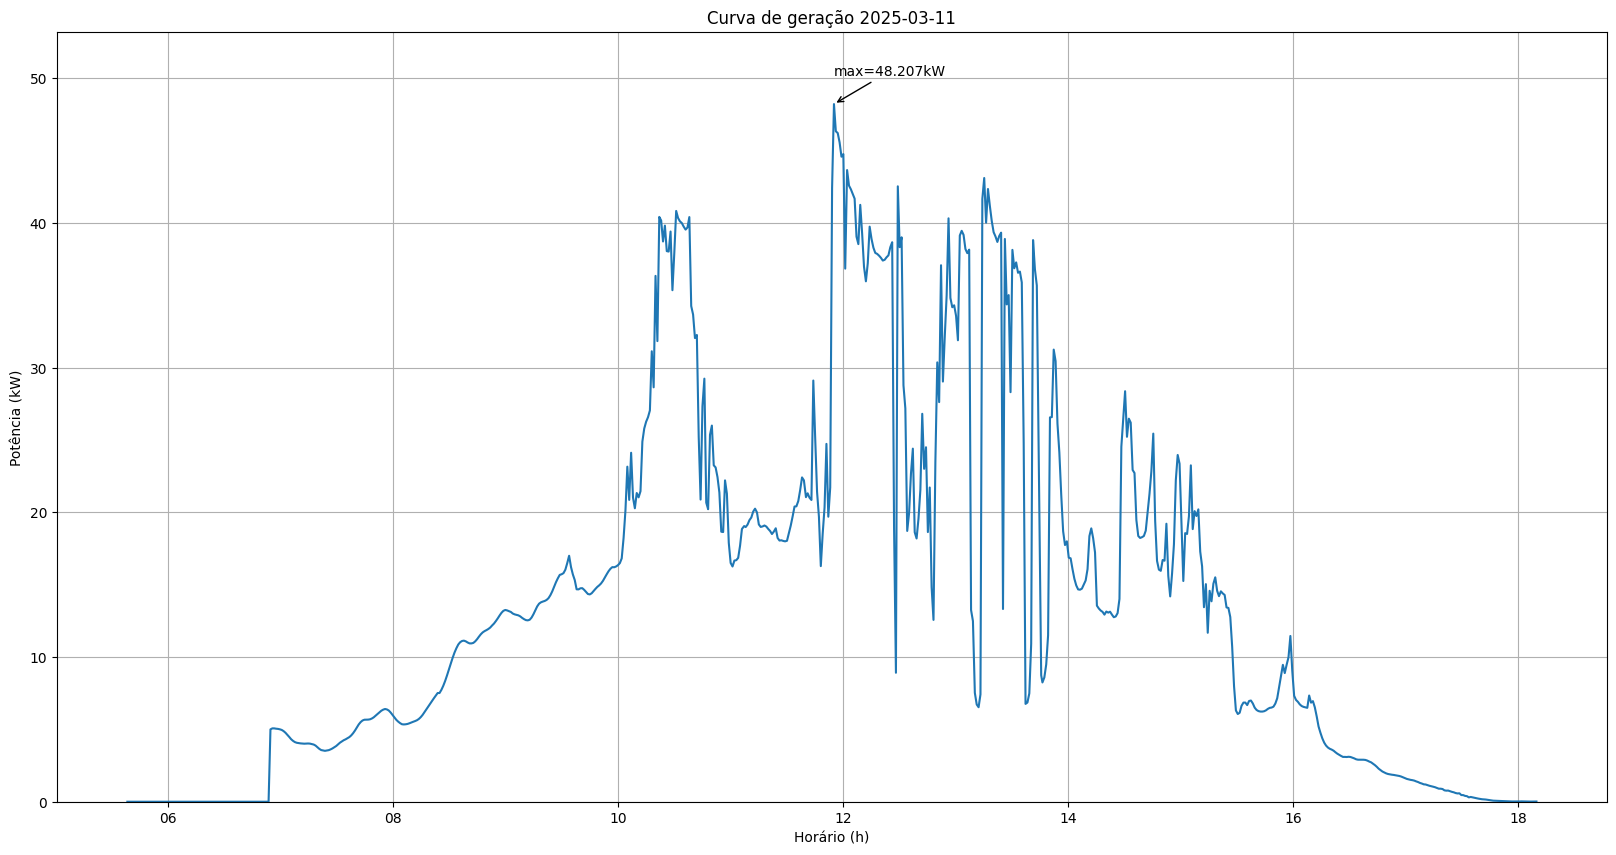 Curva de geração 2025-03-11
max=48.207kW
50
40
30
20
10
0
Potência (kW)
06 08 10 12 14 16 18
Horário (h)